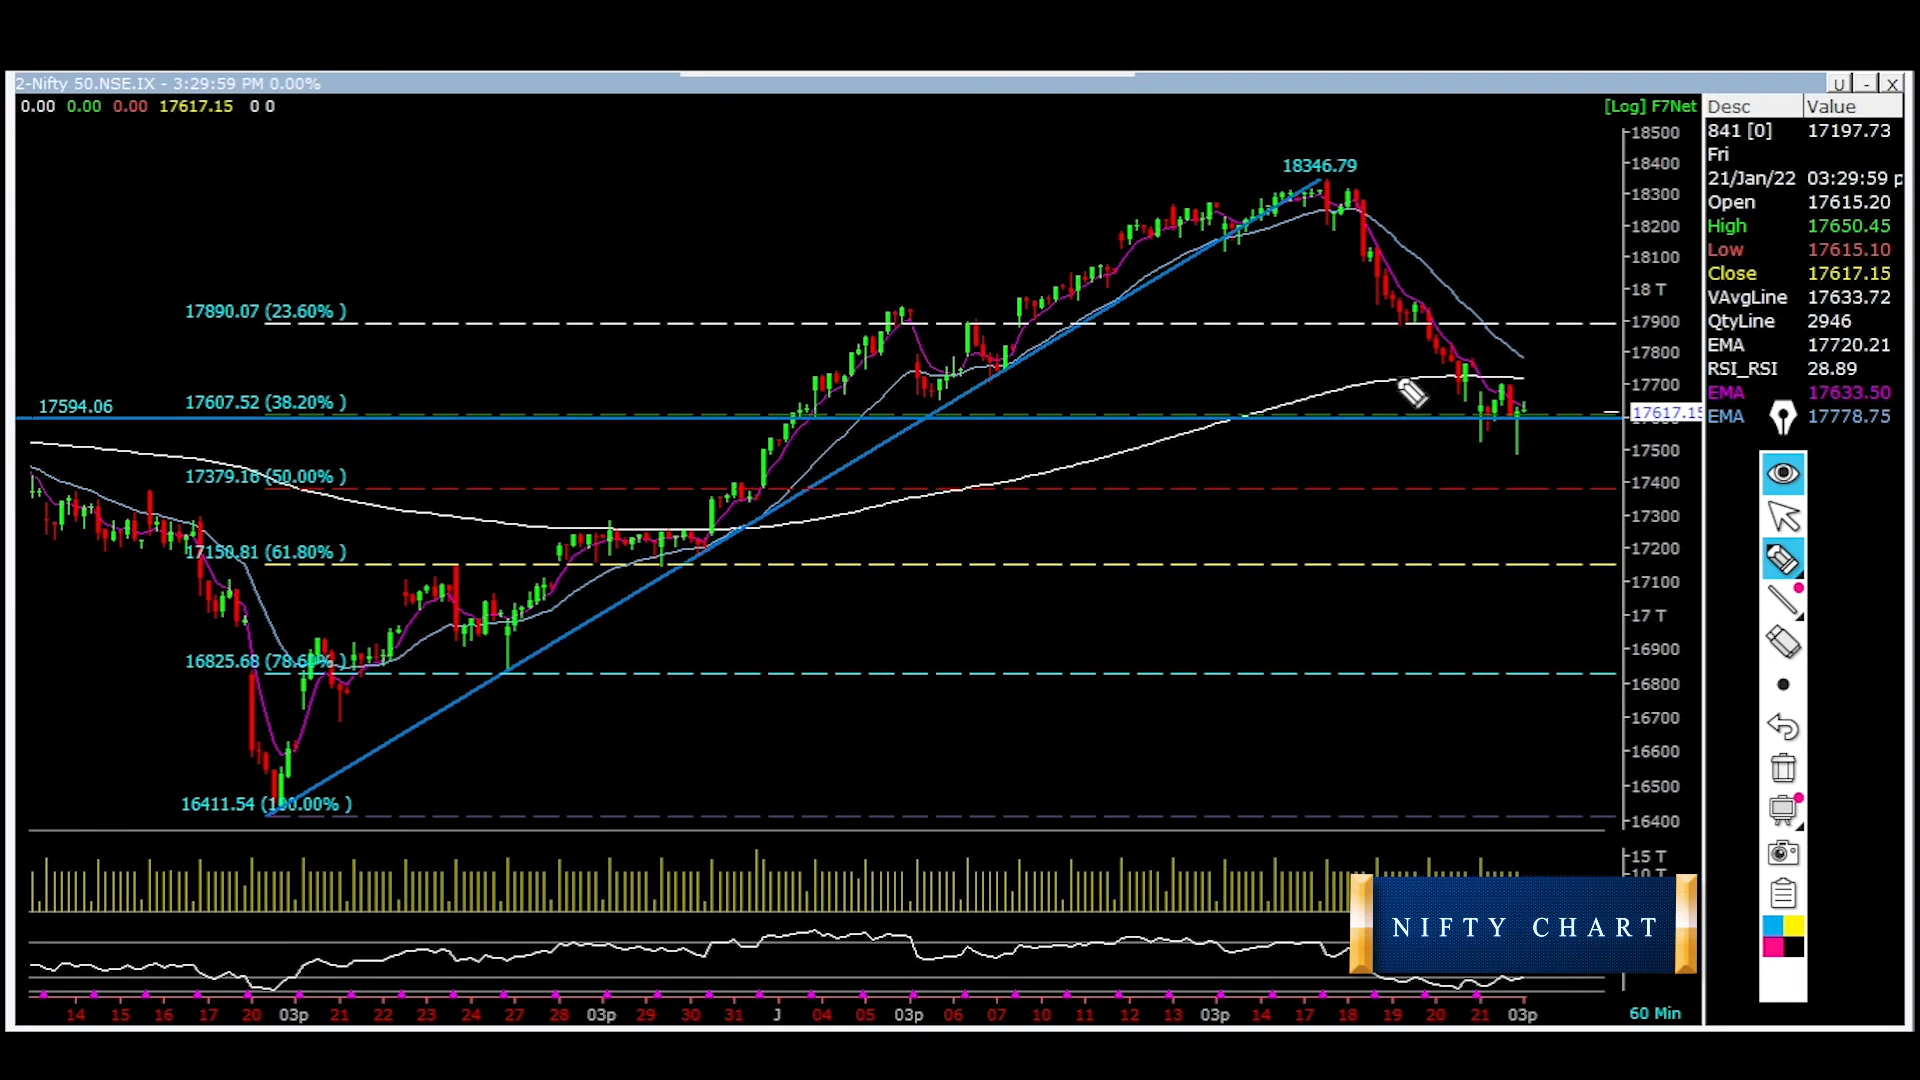 2-Nifty 50.NSE.IX - 3:29:59 PM 0.00%
U - X
0.00 0.00 0.00 17617.15 0 0
[Log] F7Net
Desc Value
841 [0] 17197.73
Fri
21/Jan/22 03:29:59 p
Open 17615.20
High 17650.45
Low 17615.10
Close 17617.15
VAvgLine 17633.72
QtyLine 2946
EMA 17720.21
RSI_RSI 28.89
EMA 17633.50
EMA 17778.75
18346.79
17890.07 (23.60% )
17594.06
17607.52 (38.20% )
17379.16 (50.00% )
17150.81 (61.80% )
16825.68 (78.60% )
16411.54 (100.00% )
18500
18400
18300
18200
18100
18 T
17900
17800
17700
17617.15
17500
17400
17300
17200
17100
17 T
16900
16800
16700
16600
16500
16400
15 T
10 T
NIFTY CHART
14 15 16 17 20 03p 21 22 23 24 27 28 03p 29 30 31 J 04 05 03p 06 07 10 11 12 13 03p 14 17 18 19 20 21 03p
60 Min